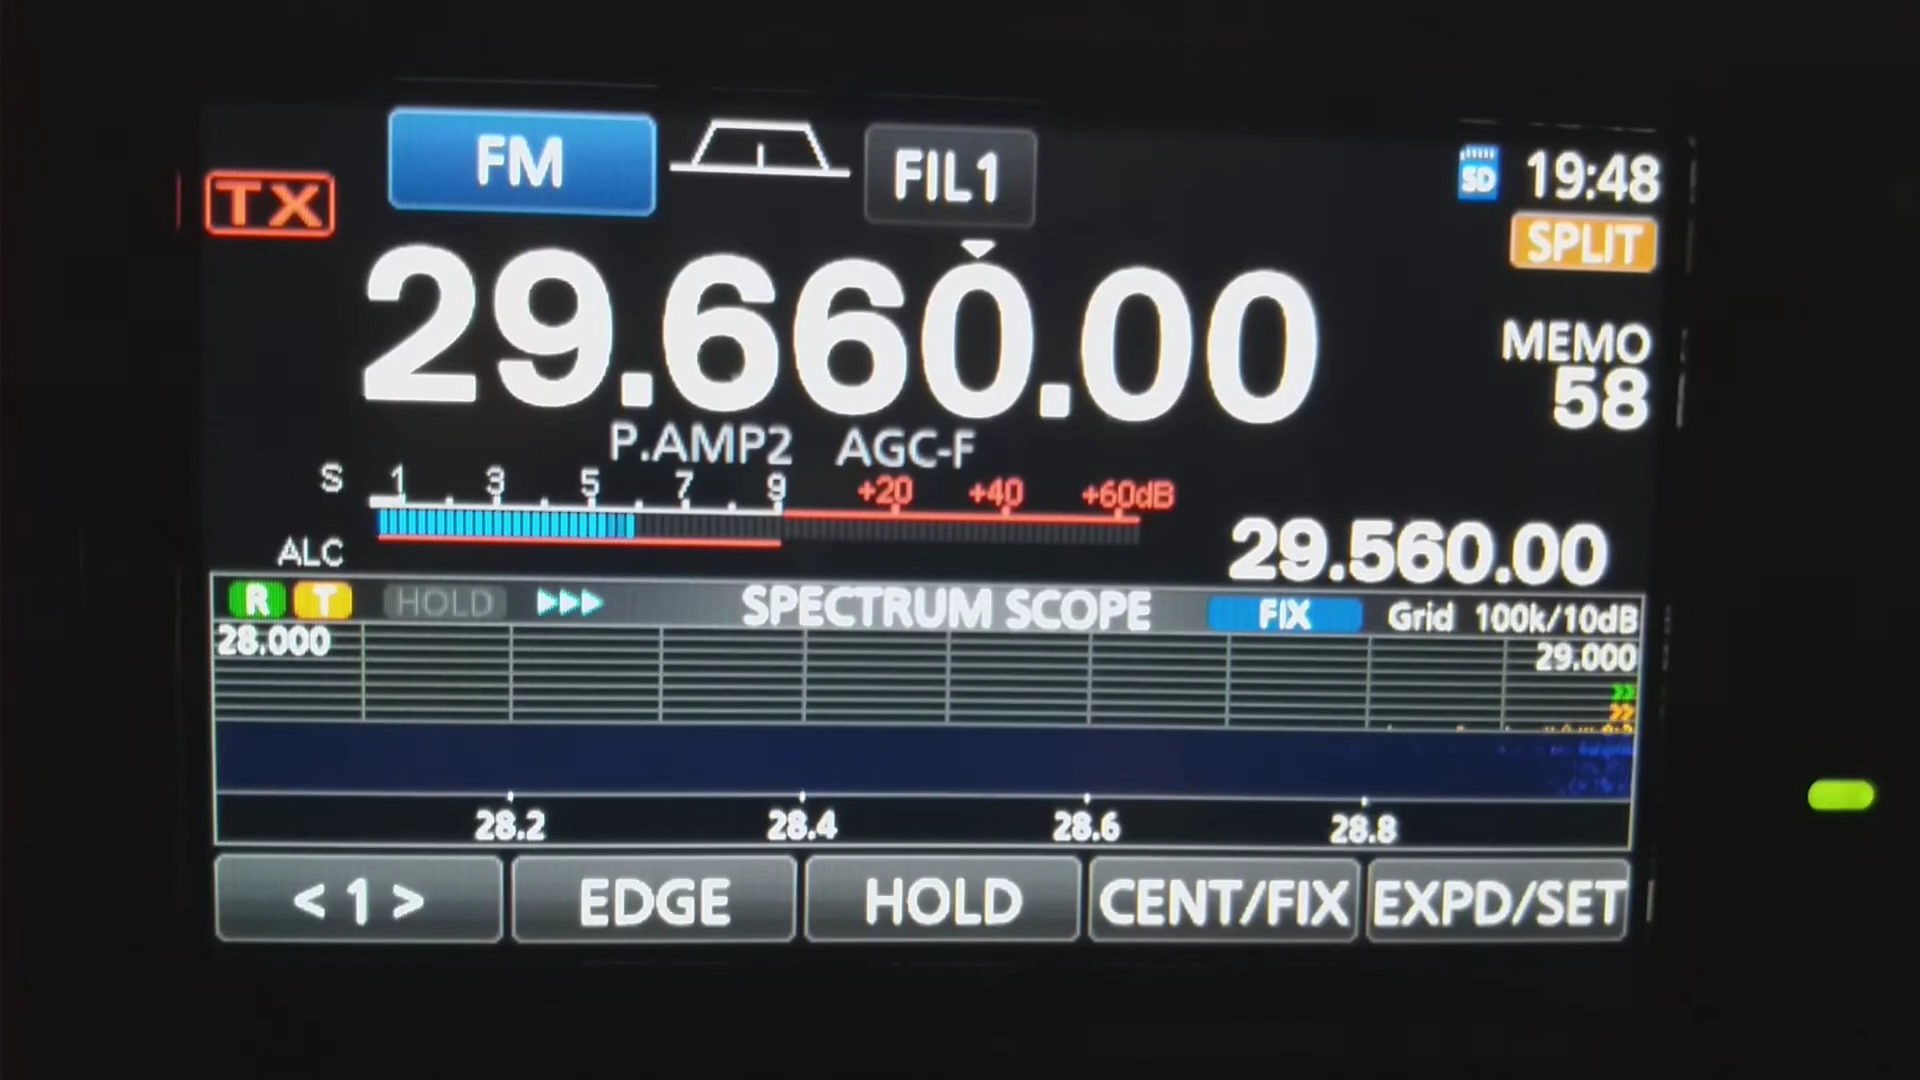 FM FIL1 SD 19:48
TX SPLIT
29.660.00
MEMO
58
P.AMP2 AGC-F
S 1 3 5 7 9 +20 +40 +60dB
ALC 29.560.00
R T HOLD SPECTRUM SCOPE FIX Grid 100k/10dB
28.000 29.000
28.2 28.4 28.6 28.8
< 1 > EDGE HOLD CENT/FIX EXPD/SET